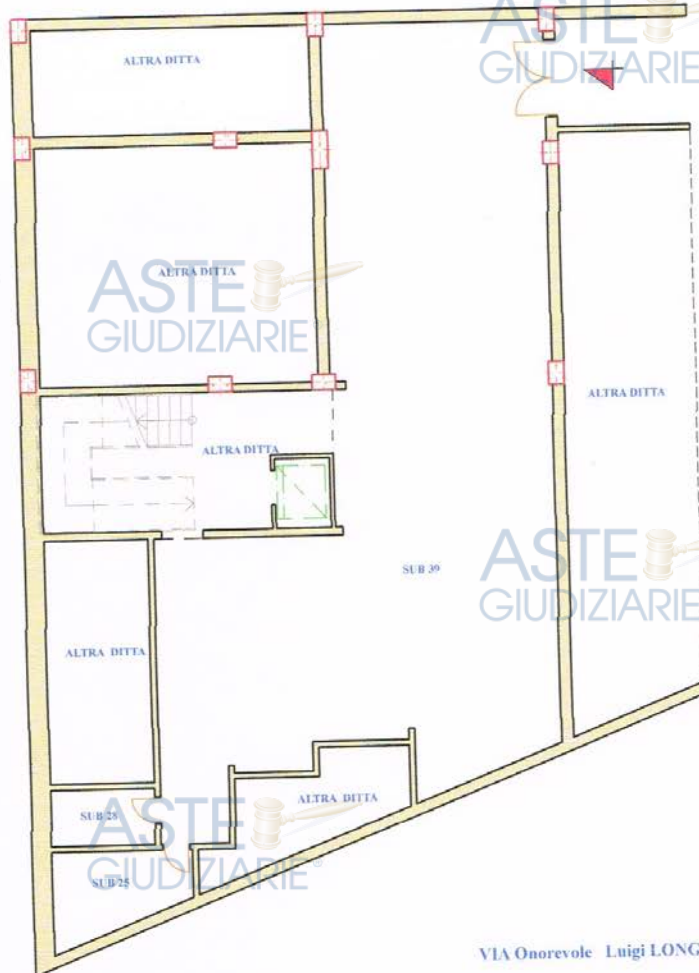 ASTE
GIUDIZIARIE
ALTRA DITTA
ALTRA DITTA
ASTE
GIUDIZIARIE
ALTRA DITTA
ALTRA DITTA
SUB 39
ASTE
GIUDIZIARIE
ALTRA DITTA
ALTRA DITTA
SUB 28
ASTE
GIUDIZIARIE®
SUB 25
VIA Onorevole Luigi LONG